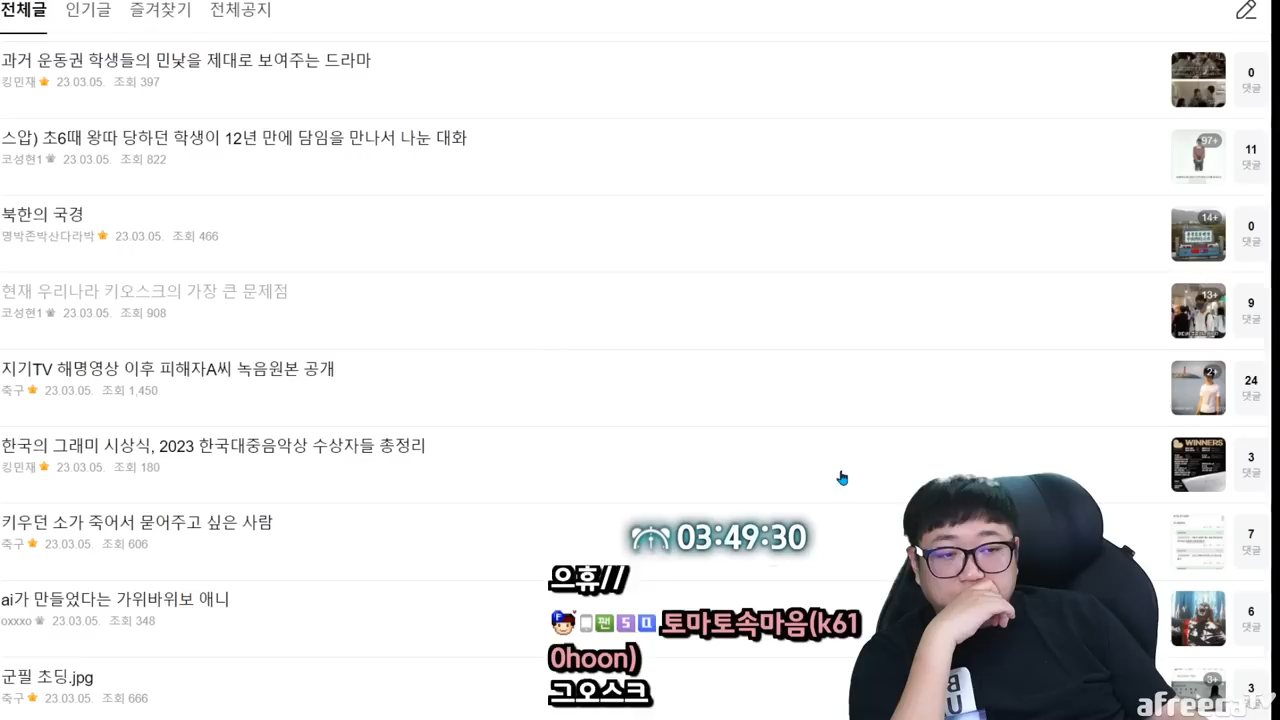 전체글 인기글 즐겨찾기 전체공지
과거 운동권 학생들의 민낯을 제대로 보여주는 드라마
킹민재 23.03.05. 조회 397
0
댓글
스압) 초6때 왕따 당하던 학생이 12년 만에 담임을 만나서 나눈 대화
코성현1 23.03.05. 조회 822
97+
11
댓글
북한의 국경
명박존박산다라박 23.03.05. 조회 466
14+
0
댓글
현재 우리나라 키오스크의 가장 큰 문제점
코성현1 23.03.05. 조회 908
13+
9
댓글
지기TV 해명영상 이후 피해자A씨 녹음원본 공개
축구 23.03.05. 조회 1,450
2+
24
댓글
한국의 그래미 시상식, 2023 한국대중음악상 수상자들 총정리
킹민재 23.03.05. 조회 180
WINNERS
3
댓글
키우던 소가 죽어서 묻어주고 싶은 사람
축구 23.03.05. 조회 606
7
댓글
ai가 만들었다는 가위바위보 애니
oxxxo 23.03.05. 조회 348
6
댓글
군필 초딩.jpg
축구 23.03.05. 조회 666
3+
3
03:49:30
으휴//
F 팬 5 토마토속마음(k61
0hoon)
그오스크
BU
afreecaTV